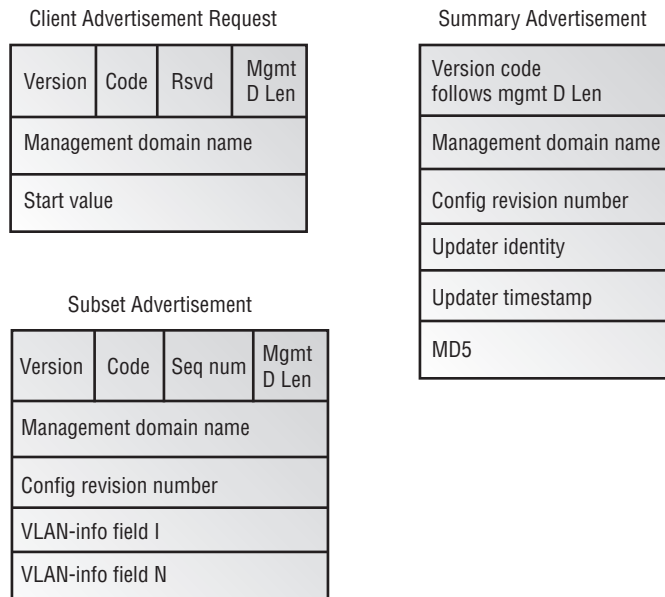 Client Advertisement Request
Version Code Rsvd Mgmt
D Len
Management domain name
Start value
Summary Advertisement
Version code
follows mgmt D Len
Management domain name
Config revision number
Updater identity
Updater timestamp
MD5
Subset Advertisement
Version Code Seq num Mgmt
D Len
Management domain name
Config revision number
VLAN-info field I
VLAN-info field N